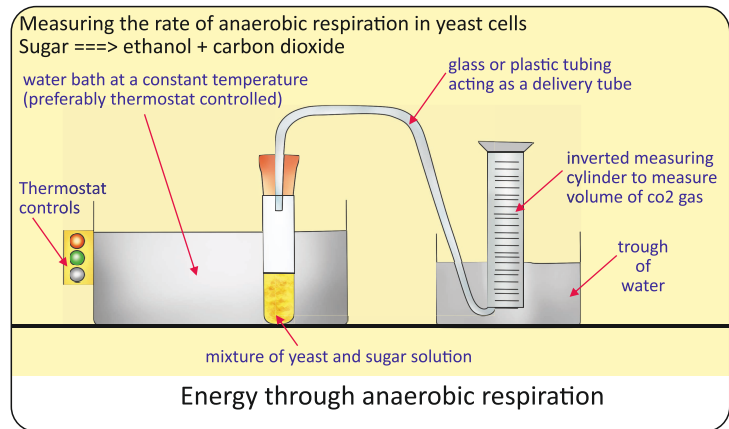 Measuring the rate of anaerobic respiration in yeast cells
Sugar ===> ethanol + carbon dioxide
water bath at a constant temperature
(preferably thermostat controlled)
glass or plastic tubing
acting as a delivery tube
inverted measuring
cylinder to measure
volume of co2 gas
Thermostat
controls
trough
of
water
mixture of yeast and sugar solution
Energy through anaerobic respiration